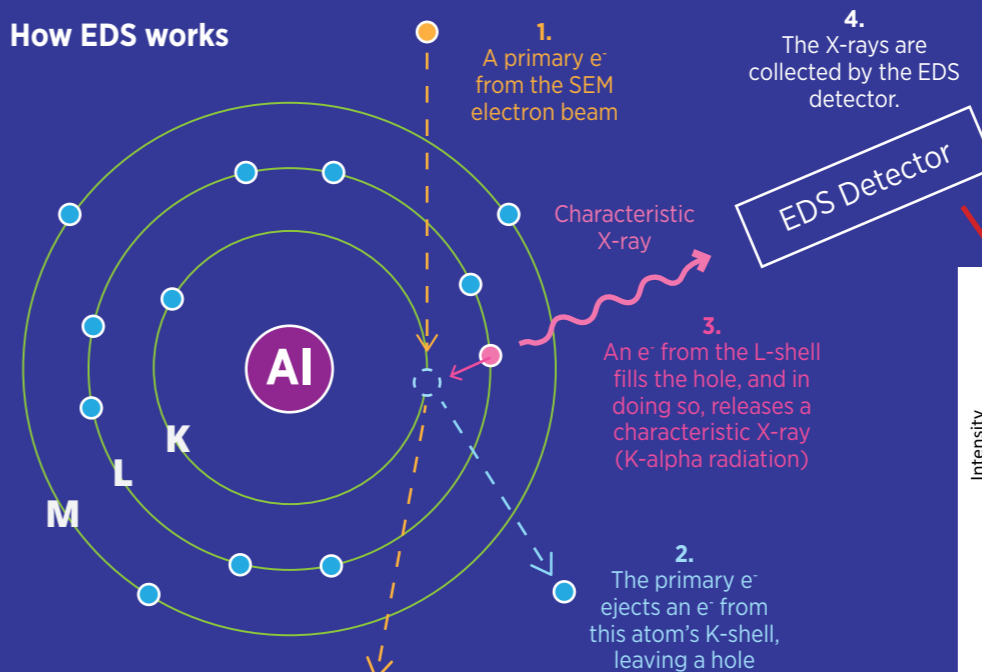 How EDS works
1.
A primary e⁻
from the SEM
electron beam
4.
The X-rays are
collected by the EDS
detector.
EDS Detector
Characteristic
X-ray
3.
An e⁻ from the L-shell
fills the hole, and in
doing so, releases a
characteristic X-ray
(K-alpha radiation)
Al
K
L
M
2.
The primary e⁻
ejects an e⁻ from
this atom's K-shell,
leaving a hole
Intensity